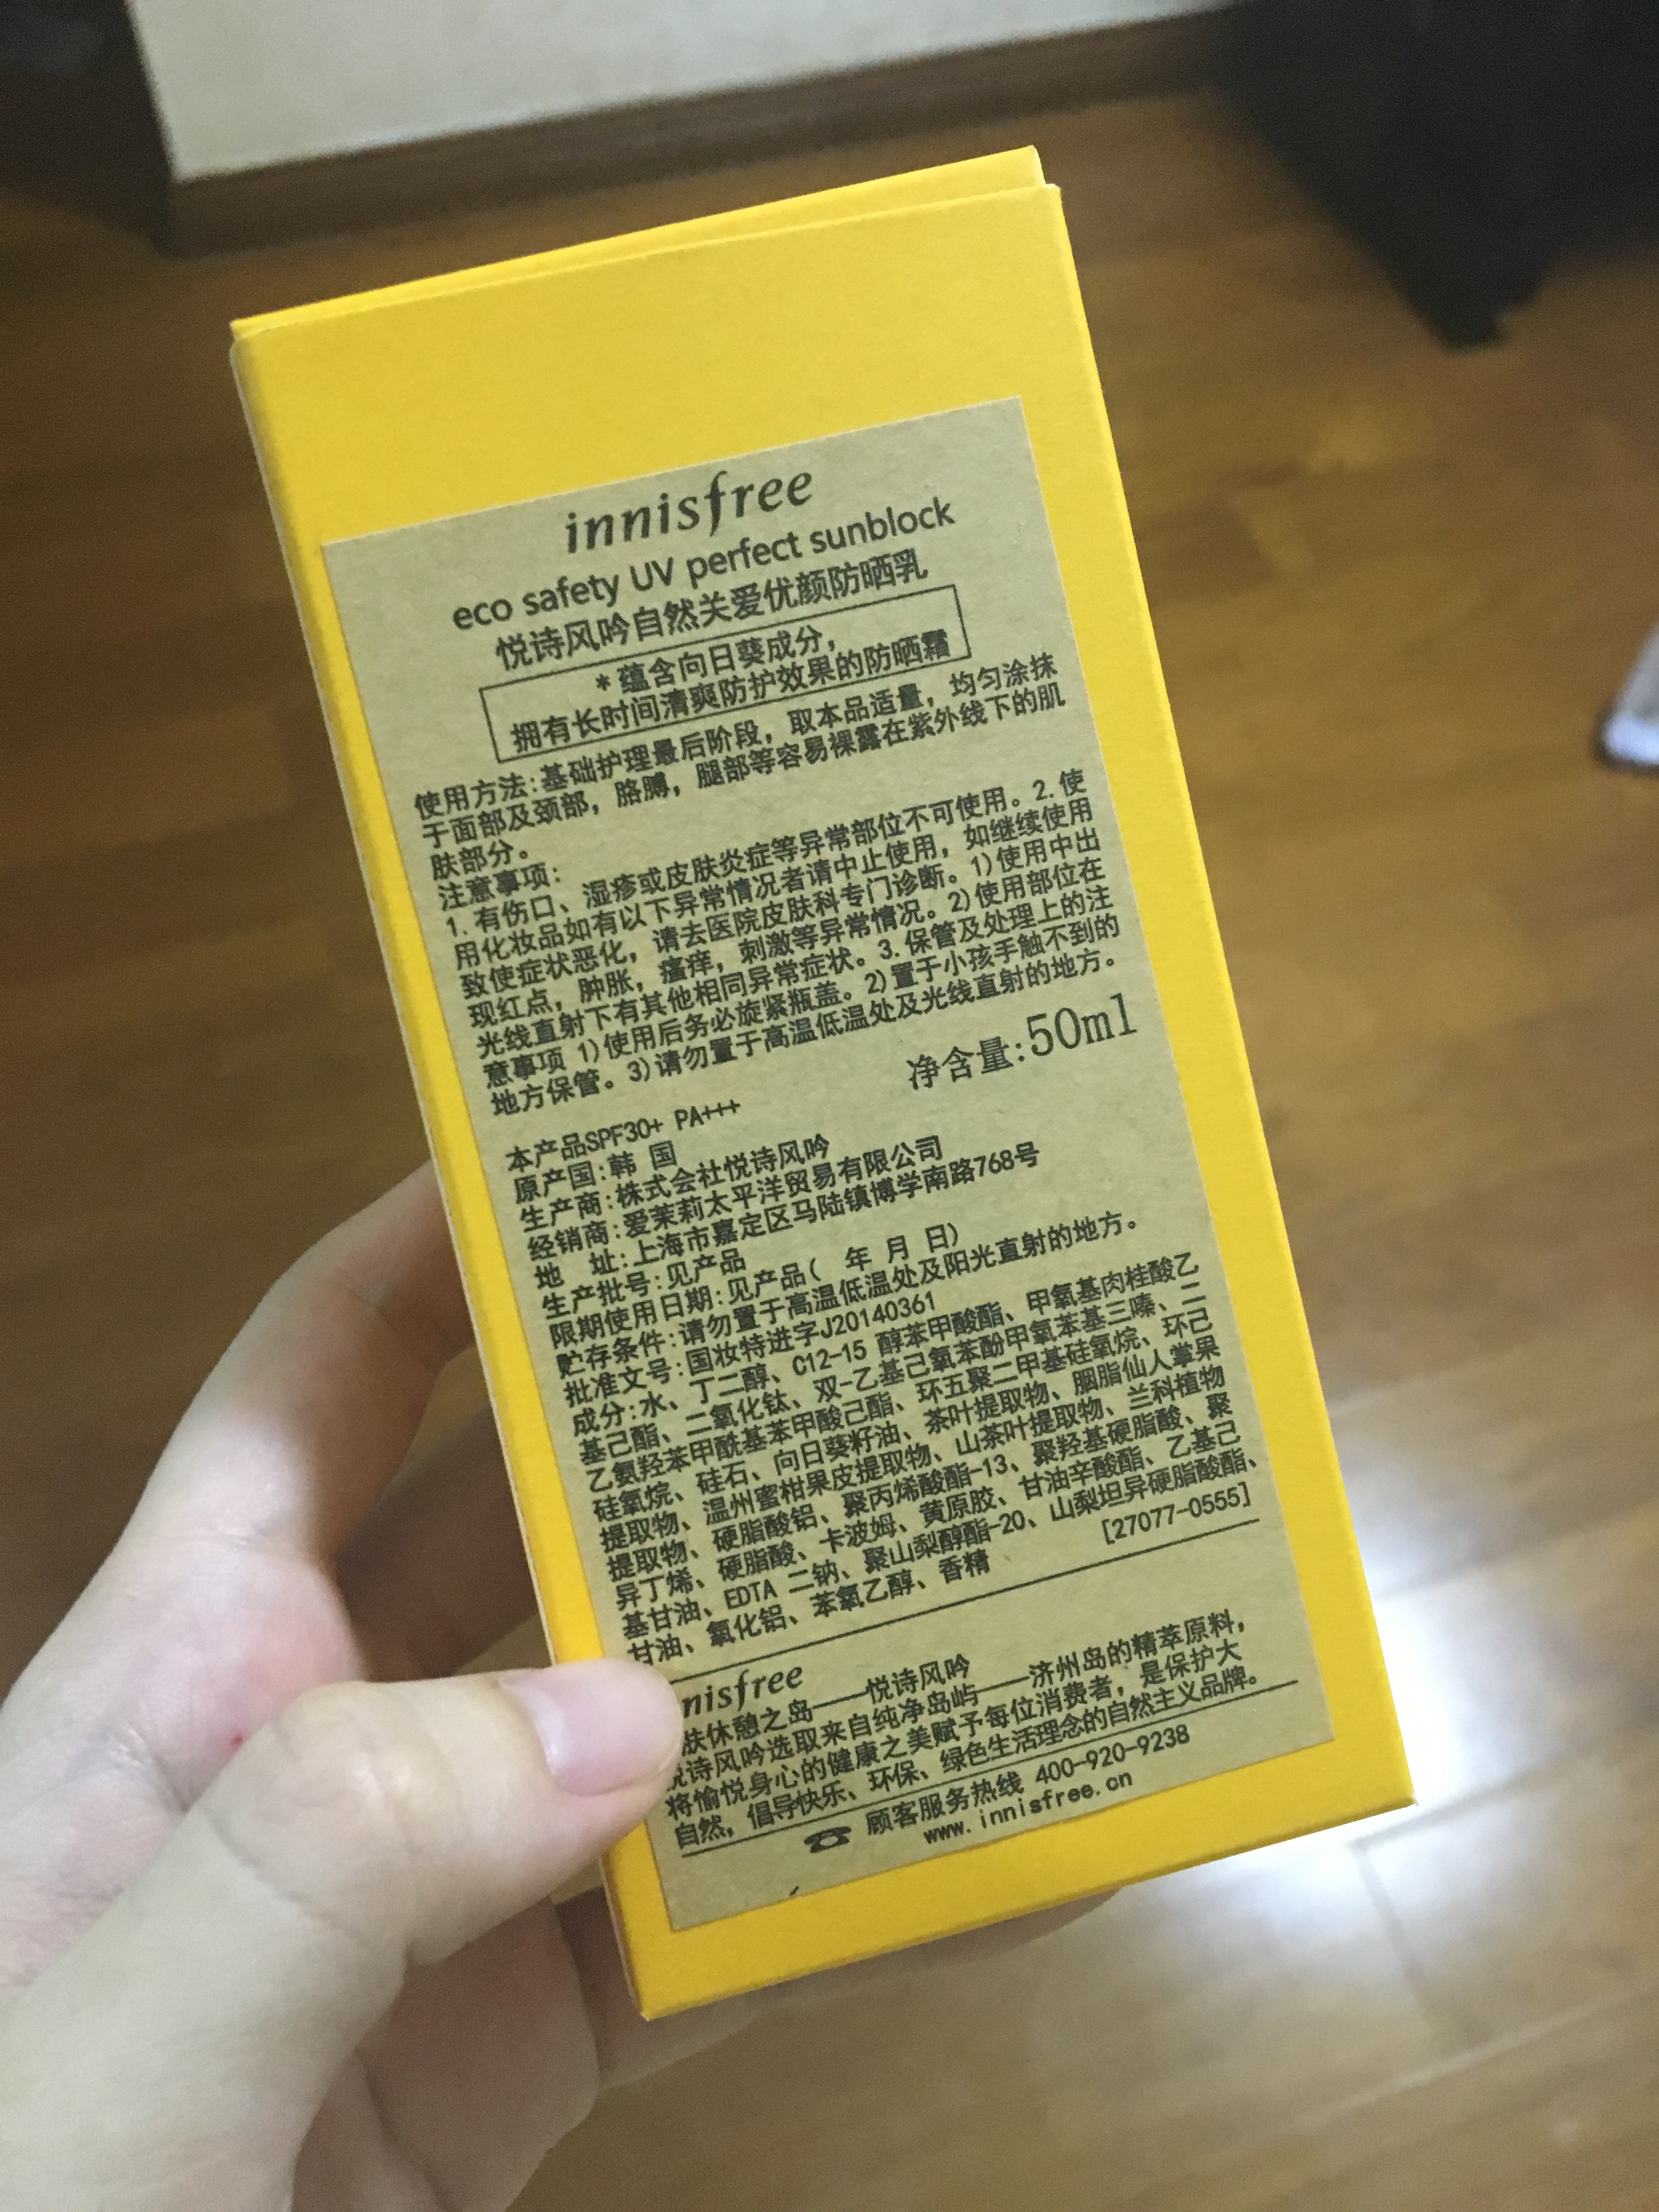 innisfree
eco safety UV perfect sunblock
悦诗风吟自然关爱优颜防晒乳
*蕴含向日葵成分，
拥有长时间清爽防护效果的防晒霜
使用方法:基础护理最后阶段，取本品适量，均匀涂抹
于面部及颈部，胳膊，腿部等容易裸露在紫外线下的肌
肤部分。
注意事项:
1.有伤口、湿疹或皮肤炎症等异常部位不可使用。2.使
用化妆品如有以下异常情况者请中止使用，如继续使用
致使症状恶化，请去医院皮肤科专门诊断。1)使用中出
现红点，肿胀，瘙痒，刺激等异常情况。2)使用部位在
光线直射下有其他相同异常症状。3.保管及处理上的注
意事项 1)使用后务必旋紧瓶盖。2)置于小孩手触不到的
地方保管。3)请勿置于高温低温处及光线直射的地方。
净含量:50ml
本产品SPF30+ PA+++
原产国:韩 国
生产商:株式会社悦诗风吟
经销商:爱茉莉太平洋贸易有限公司
地 址:上海市嘉定区马陆镇博学南路768号
生产批号:见产品
限期使用日期:见产品( 年 月 日)
贮存条件:请勿置于高温低温处及阳光直射的地方。
批准文号:国妆特进字J20140361
成分:水、丁二醇、C12-15 醇苯甲酸酯、甲氧基肉桂酸乙
基己酯、二氧化钛、双-乙基己氧苯酚甲氧苯基三嗪、二
乙氨羟苯甲酰基苯甲酸己酯、环五聚二甲基硅氧烷、环己
硅氧烷、硅石、向日葵籽油、茶叶提取物、胭脂仙人掌果
提取物、温州蜜柑果皮提取物、山茶叶提取物、兰科植物
提取物、硬脂酸铝、聚丙烯酸酯-13、聚羟基硬脂酸、聚
异丁烯、硬脂酸、卡波姆、黄原胶、甘油辛酸酯、乙基己
基甘油、EDTA 二钠、聚山梨醇酯-20、山梨坦异硬脂酸酯、
甘油、氧化铝、苯氧乙醇、香精
[27077-0555]
nisfree
肤休憩之岛——悦诗风吟
悦诗风吟选取来自纯净岛屿——济州岛的精萃原料，
将愉悦身心的健康之美赋予每位消费者，是保护大
自然，倡导快乐、环保、绿色生活理念的自然主义品牌。
顾客服务热线 400-920-9238
www.innisfree.cn